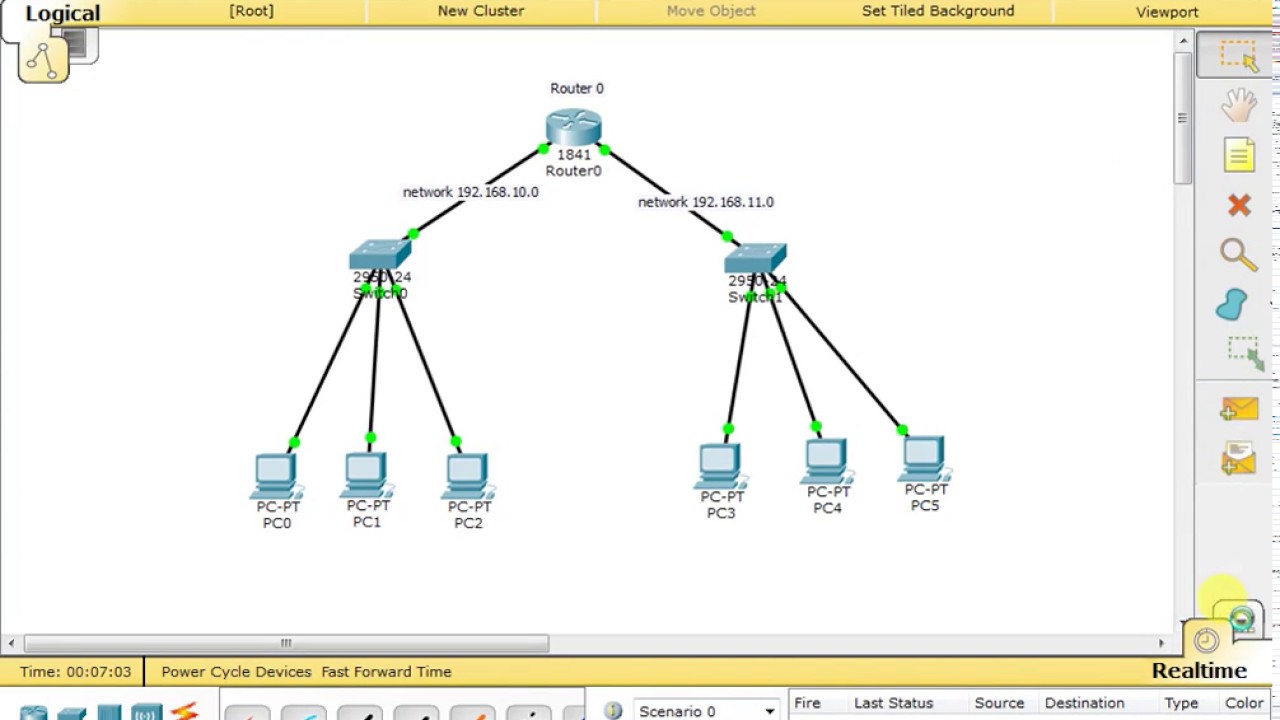 Logical
[Root]
New Cluster
Move Object
Set Tiled Background
Viewport
Router 0
1841
Router0
network 192.168.10.0
network 192.168.11.0
2950-24
Switch0
2950-24
Switch1
PC-PT
PC0
PC-PT
PC1
PC-PT
PC2
PC-PT
PC3
PC-PT
PC4
PC-PT
PC5
Time: 00:07:03
Power Cycle Devices Fast Forward Time
Realtime
Scenario 0
Fire
Last Status
Source
Destination
Type
Color